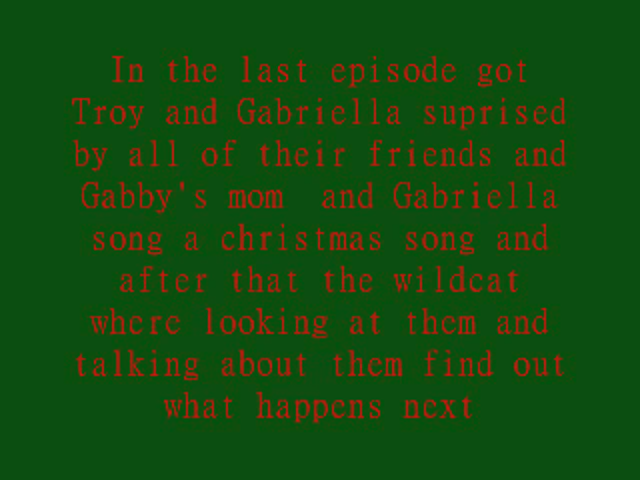 In the last episode got
Troy and Gabriella suprised
by all of their friends and
Gabby's mom  and Gabriella
song a christmas song and
after that the wildcat
where looking at them and
talking about them find out
what happens next